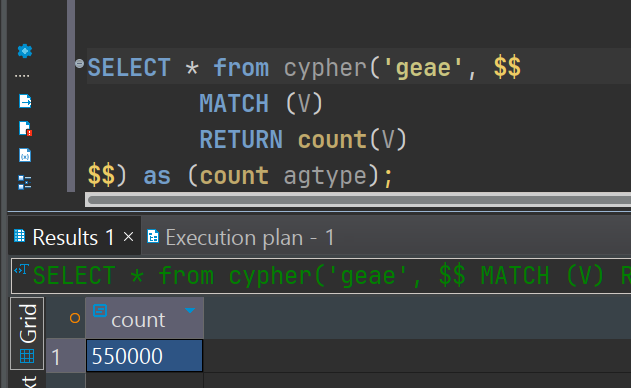 SELECT * from cypher('geae', $$
MATCH (V)
RETURN count(V)
$$) as (count agtype);
Results 1 ×
Execution plan - 1
SELECT * from cypher('geae', $$ MATCH (V) R
Grid
count
1
550000
xt